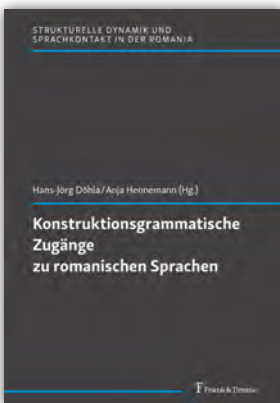 STRUKTURELLE DYNAMIK UND
SPRACHKONTAKT IN DER ROMANIA
Hans-Jörg Döhla/Anja Hennemann (Hg.)
Konstruktionsgrammatische
Zugänge
zu romanischen Sprachen
Frank & Timme